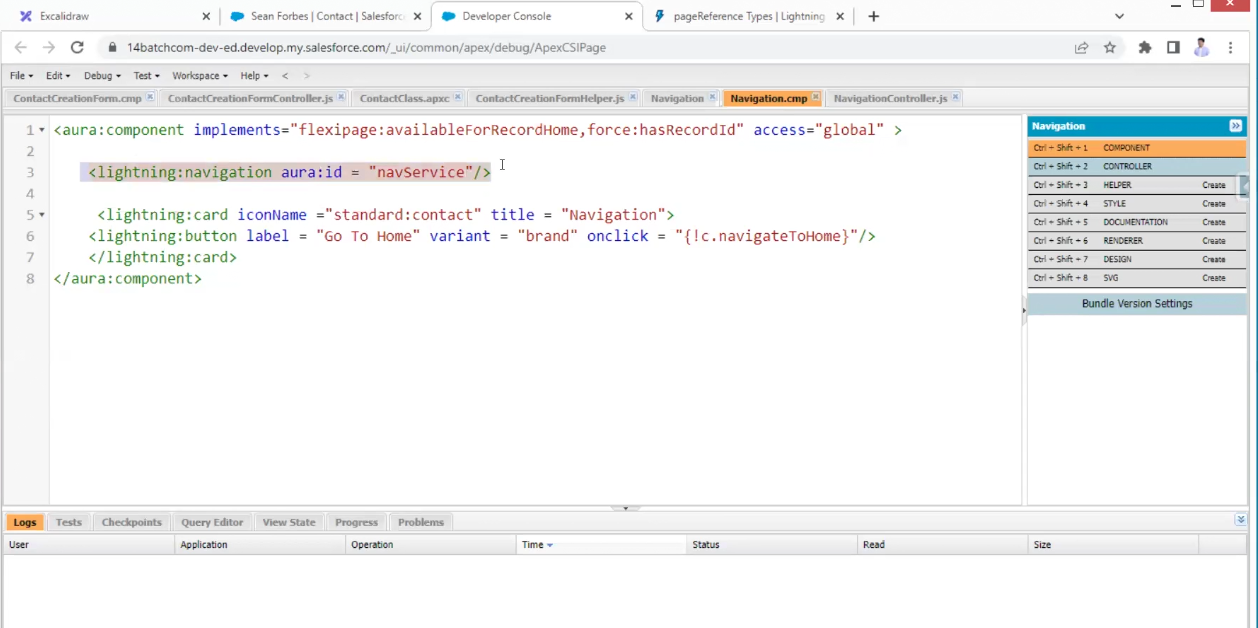 Excalidraw
Sean Forbes | Contact | Salesforc
Developer Console
pageReference Types | Lightning
14batchcom-dev-ed.develop.my.salesforce.com/_ui/common/apex/debug/ApexCSIPage
File Edit Debug Test Workspace Help < >
ContactCreationForm.cmp ContactCreationFormController.js ContactClass.apxc ContactCreationFormHelper.js Navigation Navigation.cmp NavigationController.js
1 <aura:component implements="flexipage:availableForRecordHome,force:hasRecordId" access="global" >
2
3 <lightning:navigation aura:id = "navService"/>
4
5 <lightning:card iconName ="standard:contact" title = "Navigation">
6 <lightning:button label = "Go To Home" variant = "brand" onclick = "{!c.navigateToHome}"/>
7 </lightning:card>
8 </aura:component>
Navigation
Ctrl + Shift + 1 COMPONENT
Ctrl + Shift + 2 CONTROLLER
Ctrl + Shift + 3 HELPER Create
Ctrl + Shift + 4 STYLE Create
Ctrl + Shift + 5 DOCUMENTATION Create
Ctrl + Shift + 6 RENDERER Create
Ctrl + Shift + 7 DESIGN Create
Ctrl + Shift + 8 SVG Create
Bundle Version Settings
Logs Tests Checkpoints Query Editor View State Progress Problems
User Application Operation Time Status Read Size